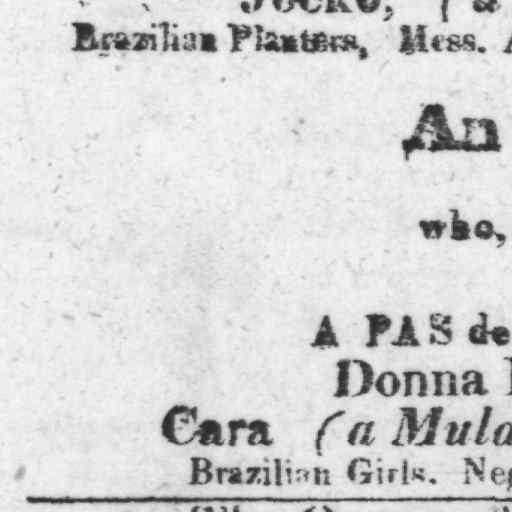 JOCKO,
Brazilian Planters, Mess.
An
who,
A PAS de
Donna
Cara (a Mula
Brazilian Girls. Neg